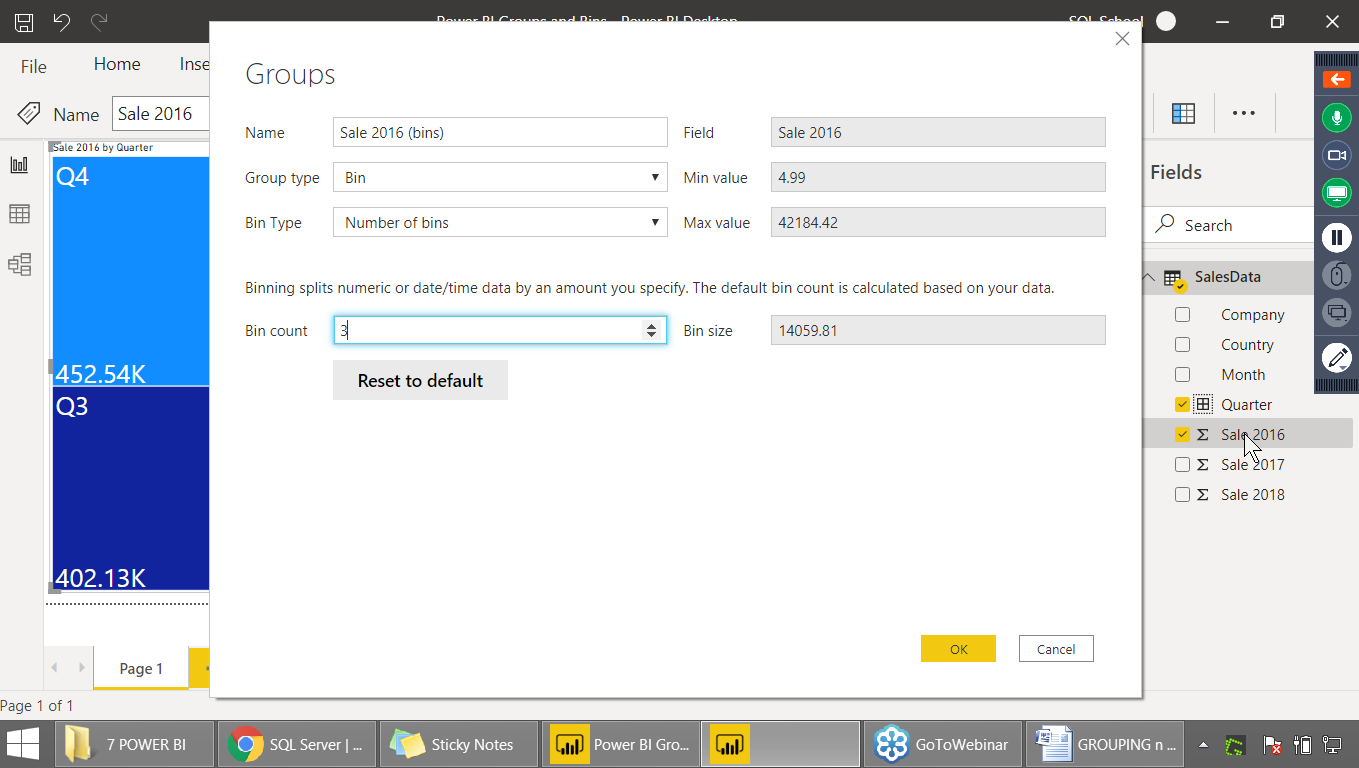 Power BI Groups and Bins - Power BI Desktop
SQL School
File
Home
Inse
Name
Sale 2016
Sale 2016 by Quarter
Q4
452.54K
Q3
402.13K
Groups
Name
Sale 2016 (bins)
Field
Sale 2016
Group type
Bin
Min value
4.99
Bin Type
Number of bins
Max value
42184.42
Binning splits numeric or date/time data by an amount you specify. The default bin count is calculated based on your data.
Bin count
3
Bin size
14059.81
Reset to default
OK
Cancel
Fields
Search
SalesData
Company
Country
Month
Quarter
Sale 2016
Sale 2017
Sale 2018
Page 1
Page 1 of 1
7 POWER BI
SQL Server | ...
Sticky Notes
Power BI Gro...
GoToWebinar
GROUPING n ...